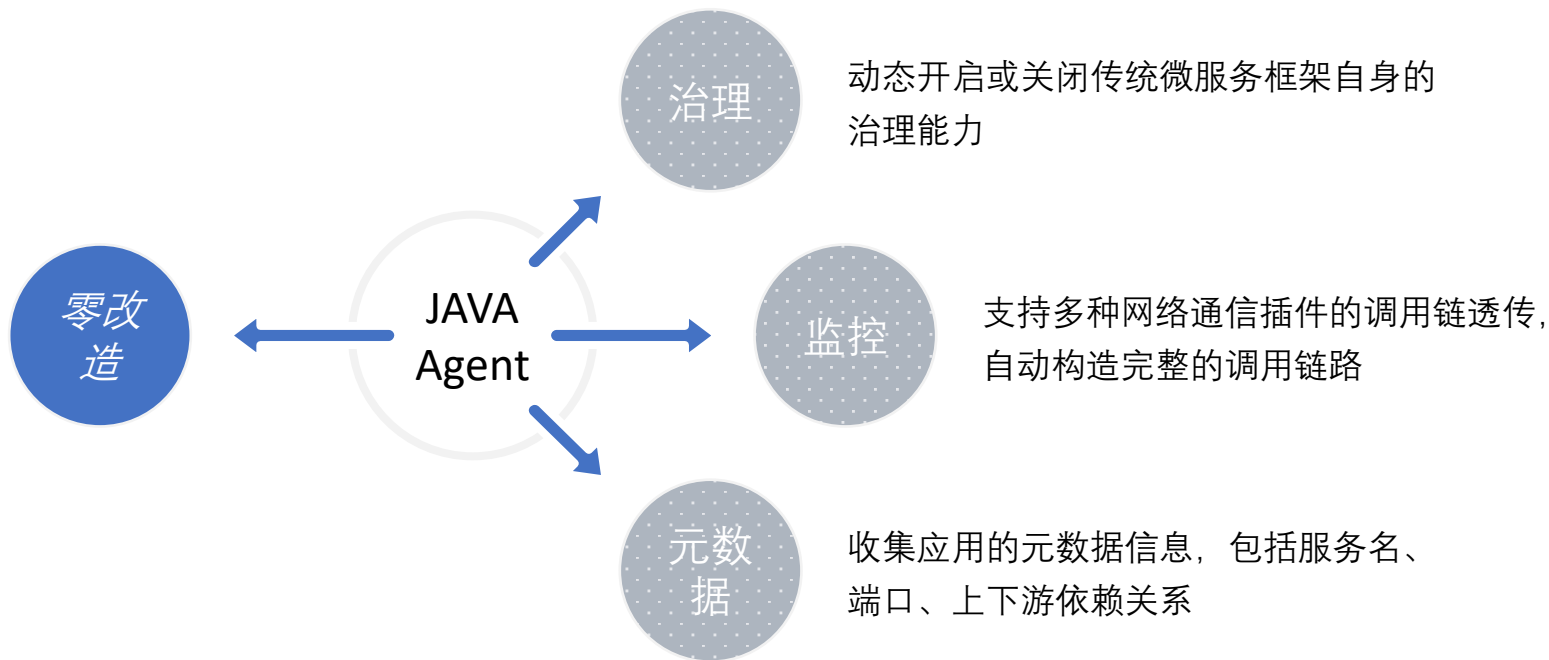 治理
动态开启或关闭传统微服务框架自身的
治理能力
零改
造
JAVA
Agent
监控
支持多种网络通信插件的调用链透传，
自动构造完整的调用链路
元数
据
收集应用的元数据信息，包括服务名、
端口、上下游依赖关系